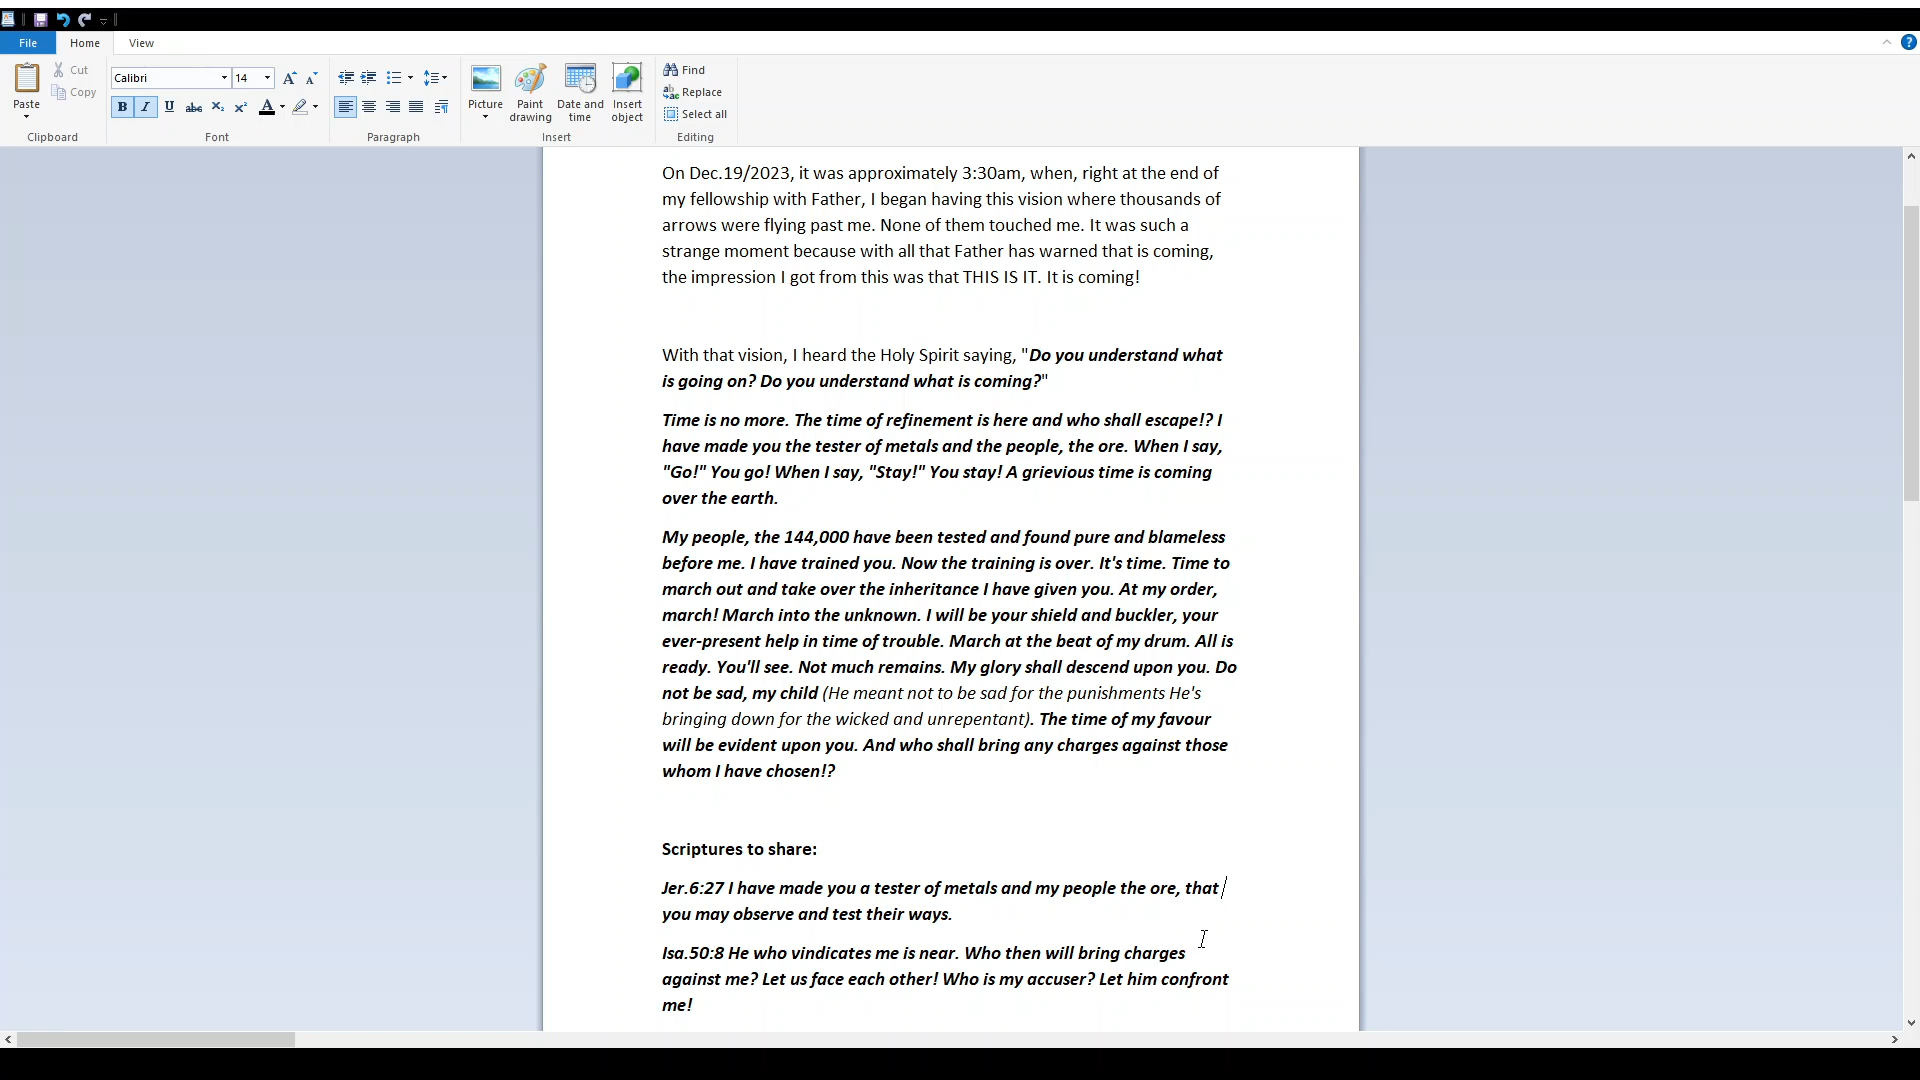 File Home View
Paste
Cut
Copy
Clipboard
Calibri 14
B I U abc X₂ X²
A
Font
Paragraph
Picture
Paint drawing
Date and time
Insert object
Insert
Find
Replace
Select all
Editing
On Dec.19/2023, it was approximately 3:30am, when, right at the end of
my fellowship with Father, I began having this vision where thousands of
arrows were flying past me. None of them touched me. It was such a
strange moment because with all that Father has warned that is coming,
the impression I got from this was that THIS IS IT. It is coming!
With that vision, I heard the Holy Spirit saying, "Do you understand what
is going on? Do you understand what is coming?"
Time is no more. The time of refinement is here and who shall escape!? I
have made you the tester of metals and the people, the ore. When I say,
"Go!" You go! When I say, "Stay!" You stay! A grievious time is coming
over the earth.
My people, the 144,000 have been tested and found pure and blameless
before me. I have trained you. Now the training is over. It's time. Time to
march out and take over the inheritance I have given you. At my order,
march! March into the unknown. I will be your shield and buckler, your
ever-present help in time of trouble. March at the beat of my drum. All is
ready. You'll see. Not much remains. My glory shall descend upon you. Do
not be sad, my child (He meant not to be sad for the punishments He's
bringing down for the wicked and unrepentant). The time of my favour
will be evident upon you. And who shall bring any charges against those
whom I have chosen!?
Scriptures to share:
Jer.6:27 I have made you a tester of metals and my people the ore, that
you may observe and test their ways.
Isa.50:8 He who vindicates me is near. Who then will bring charges
against me? Let us face each other! Who is my accuser? Let him confront
me!